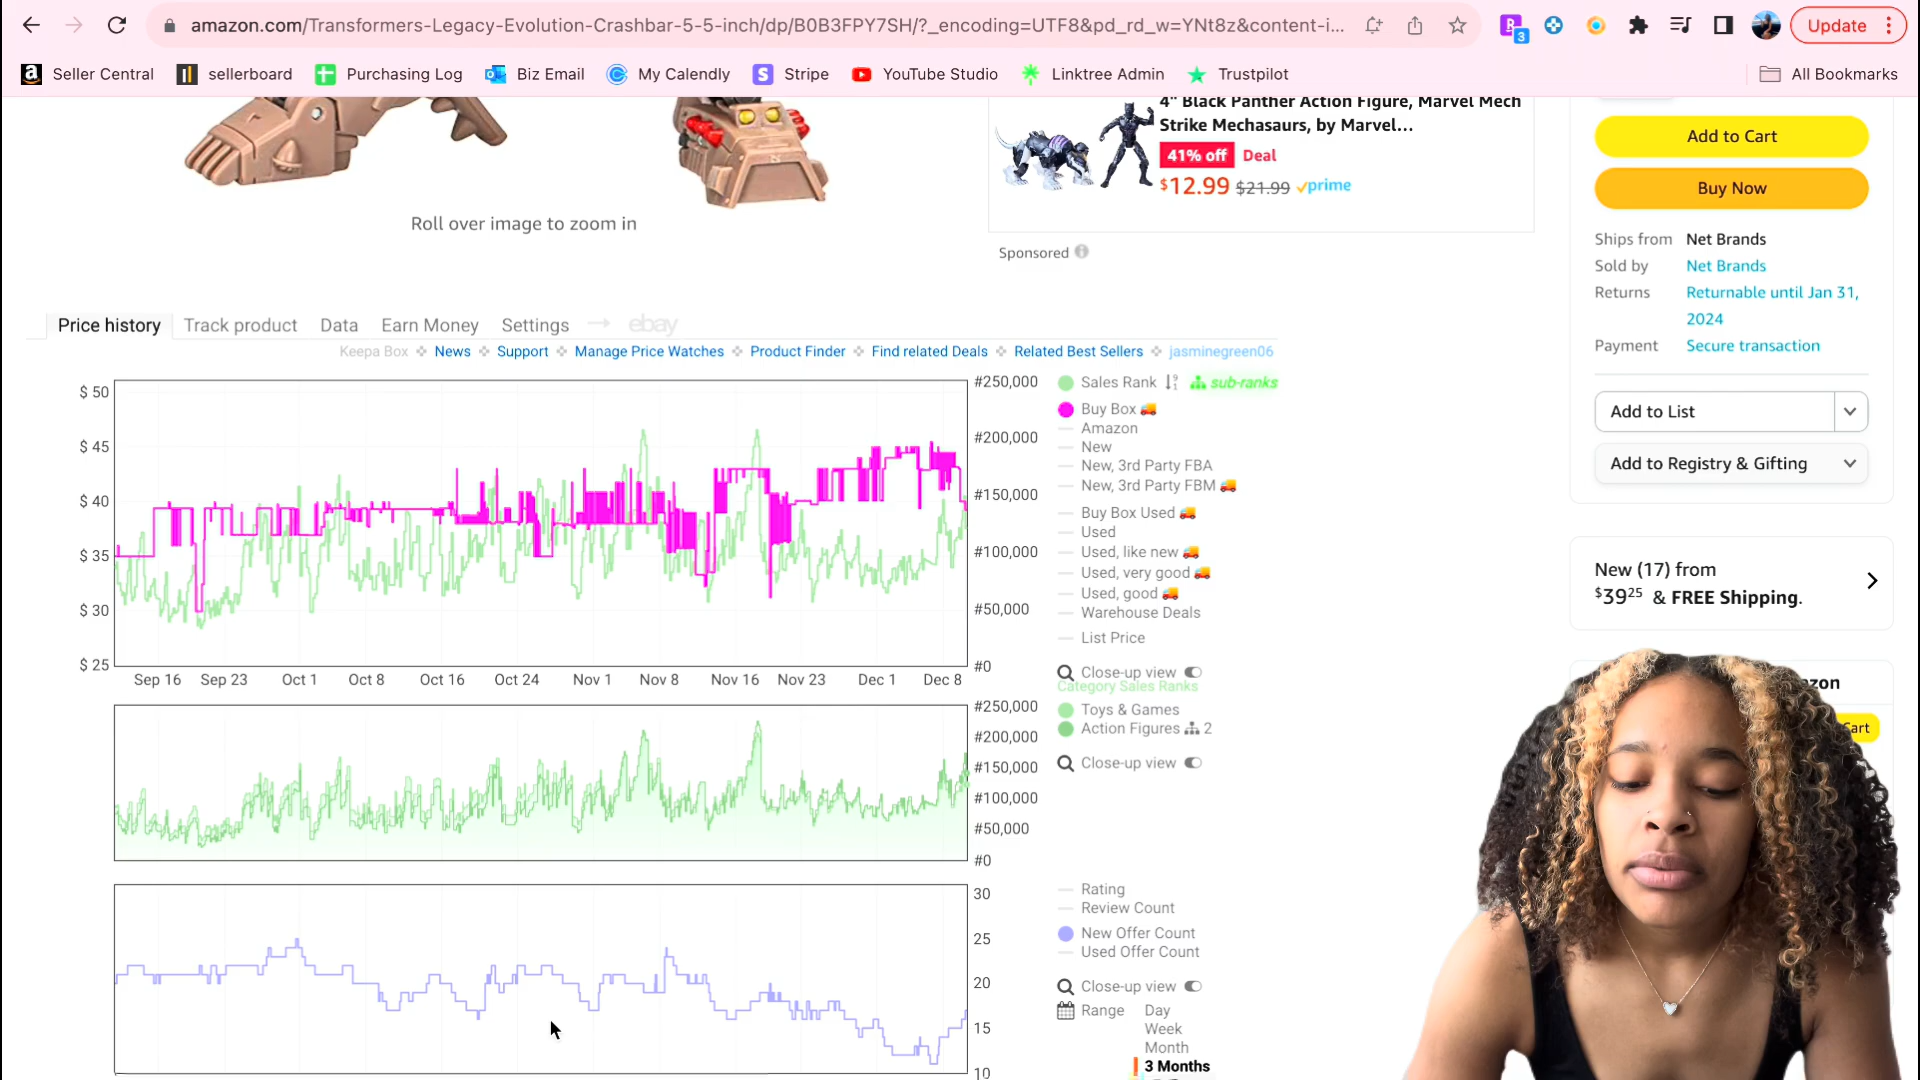 amazon.com/Transformers-Legacy-Evolution-Crashbar-5-5-inch/dp/B0B3FPY7SH/?_encoding=UTF8&pd_rd_w=YNt8z&content-i...
3
Update
Seller Central
sellerboard
Purchasing Log
Biz Email
My Calendly
Stripe
YouTube Studio
Linktree Admin
Trustpilot
All Bookmarks
4" Black Panther Action Figure, Marvel Mech
Strike Mechasaurs, by Marvel...
41% off Deal
$12.99 $21.99 prime
Sponsored
Roll over image to zoom in
Add to Cart
Buy Now
Ships from Net Brands
Sold by Net Brands
Returns Returnable until Jan 31,
2024
Payment Secure transaction
Add to List
Add to Registry & Gifting
New (17) from
$39 25 & FREE Shipping.
zon
Cart
Price history Track product Data Earn Money Settings ebay
Keepa Box News Support Manage Price Watches Product Finder Find related Deals Related Best Sellers jasminegreen06
$ 50
$ 45
$ 40
$ 35
$ 30
$ 25
#250,000
#200,000
#150,000
#100,000
#50,000
#0
Sep 16 Sep 23 Oct 1 Oct 8 Oct 16 Oct 24 Nov 1 Nov 8 Nov 16 Nov 23 Dec 1 Dec 8
Sales Rank sub-ranks
Buy Box
Amazon
New
New, 3rd Party FBA
New, 3rd Party FBM
Buy Box Used
Used
Used, like new
Used, very good
Used, good
Warehouse Deals
List Price
Close-up view
#250,000
#200,000
#150,000
#100,000
#50,000
#0
Category Sales Ranks
Toys & Games
Action Figures 2
Close-up view
30
25
20
15
10
Rating
Review Count
New Offer Count
Used Offer Count
Close-up view
Range Day
Week
Month
3 Months